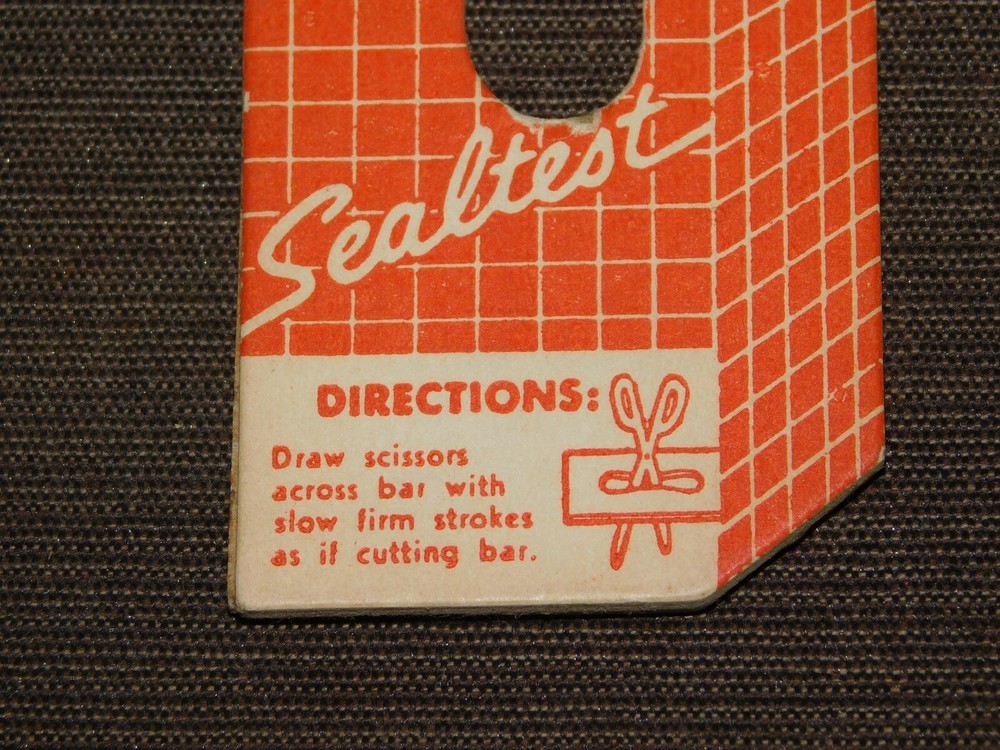 Sealtest
DIRECTIONS:
Draw scissors
across bar with
slow firm strokes
as if cutting bar.